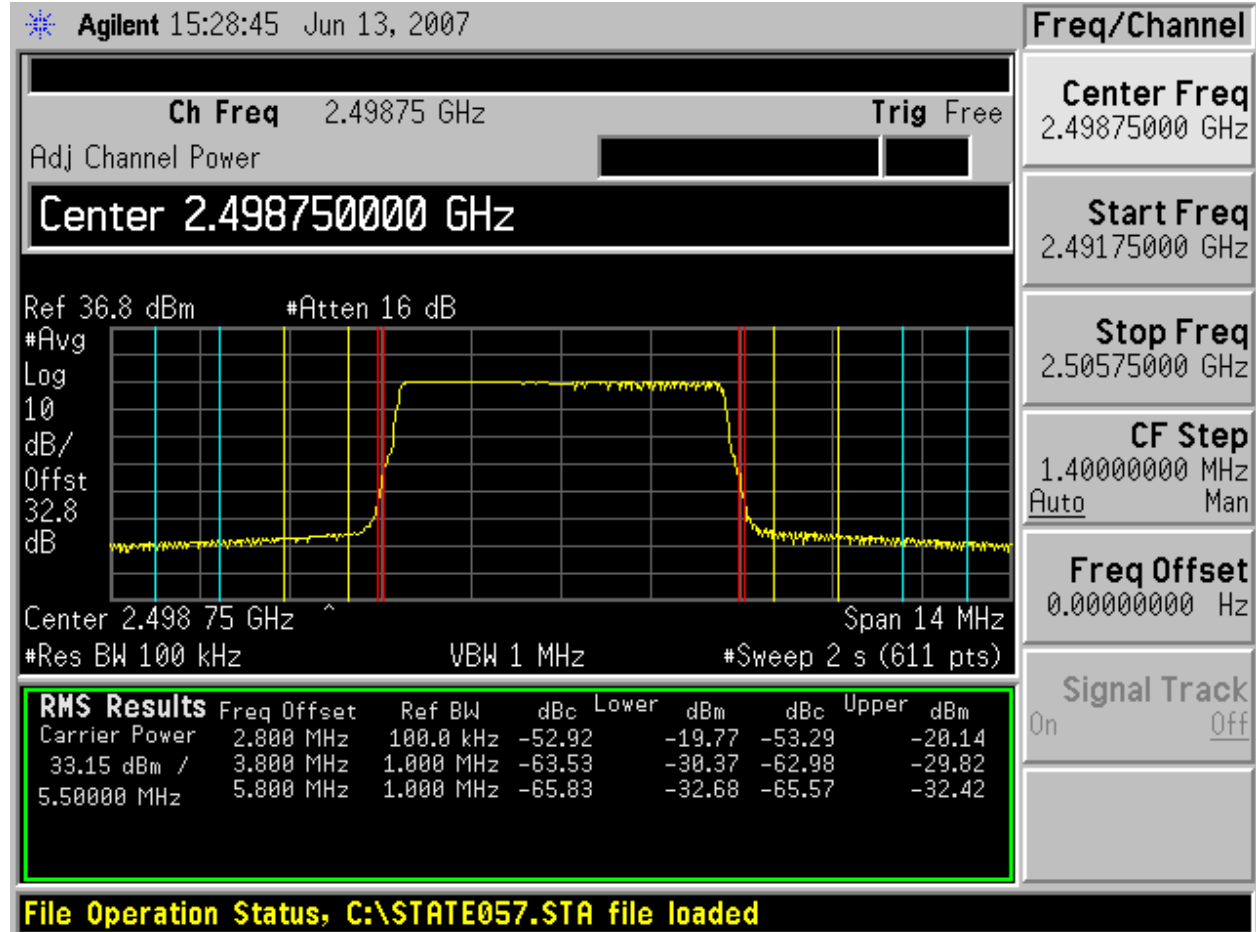 Agilent 15:28:45 Jun 13, 2007
Ch Freq 2.49875 GHz Trig Free
Adj Channel Power
Center 2.498750000 GHz
Ref 36.8 dBm #Atten 16 dB
#Avg
Log
10
dB/
Offst
32.8
dB
Center 2.498 75 GHz ^ Span 14 MHz
#Res BW 100 kHz VBW 1 MHz #Sweep 2 s (611 pts)
RMS Results Freq Offset Ref BW dBc Lower dBm dBc Upper dBm
Carrier Power 2.800 MHz 100.0 kHz -52.92 -19.77 -53.29 -20.14
33.15 dBm / 3.800 MHz 1.000 MHz -63.53 -30.37 -62.98 -29.82
5.50000 MHz 5.800 MHz 1.000 MHz -65.83 -32.68 -65.57 -32.42
File Operation Status, C:\STATE057.STA file loaded
Freq/Channel
Center Freq
2.49875000 GHz
Start Freq
2.49175000 GHz
Stop Freq
2.50575000 GHz
CF Step
1.40000000 MHz
Auto Man
Freq Offset
0.00000000 Hz
Signal Track
On Off